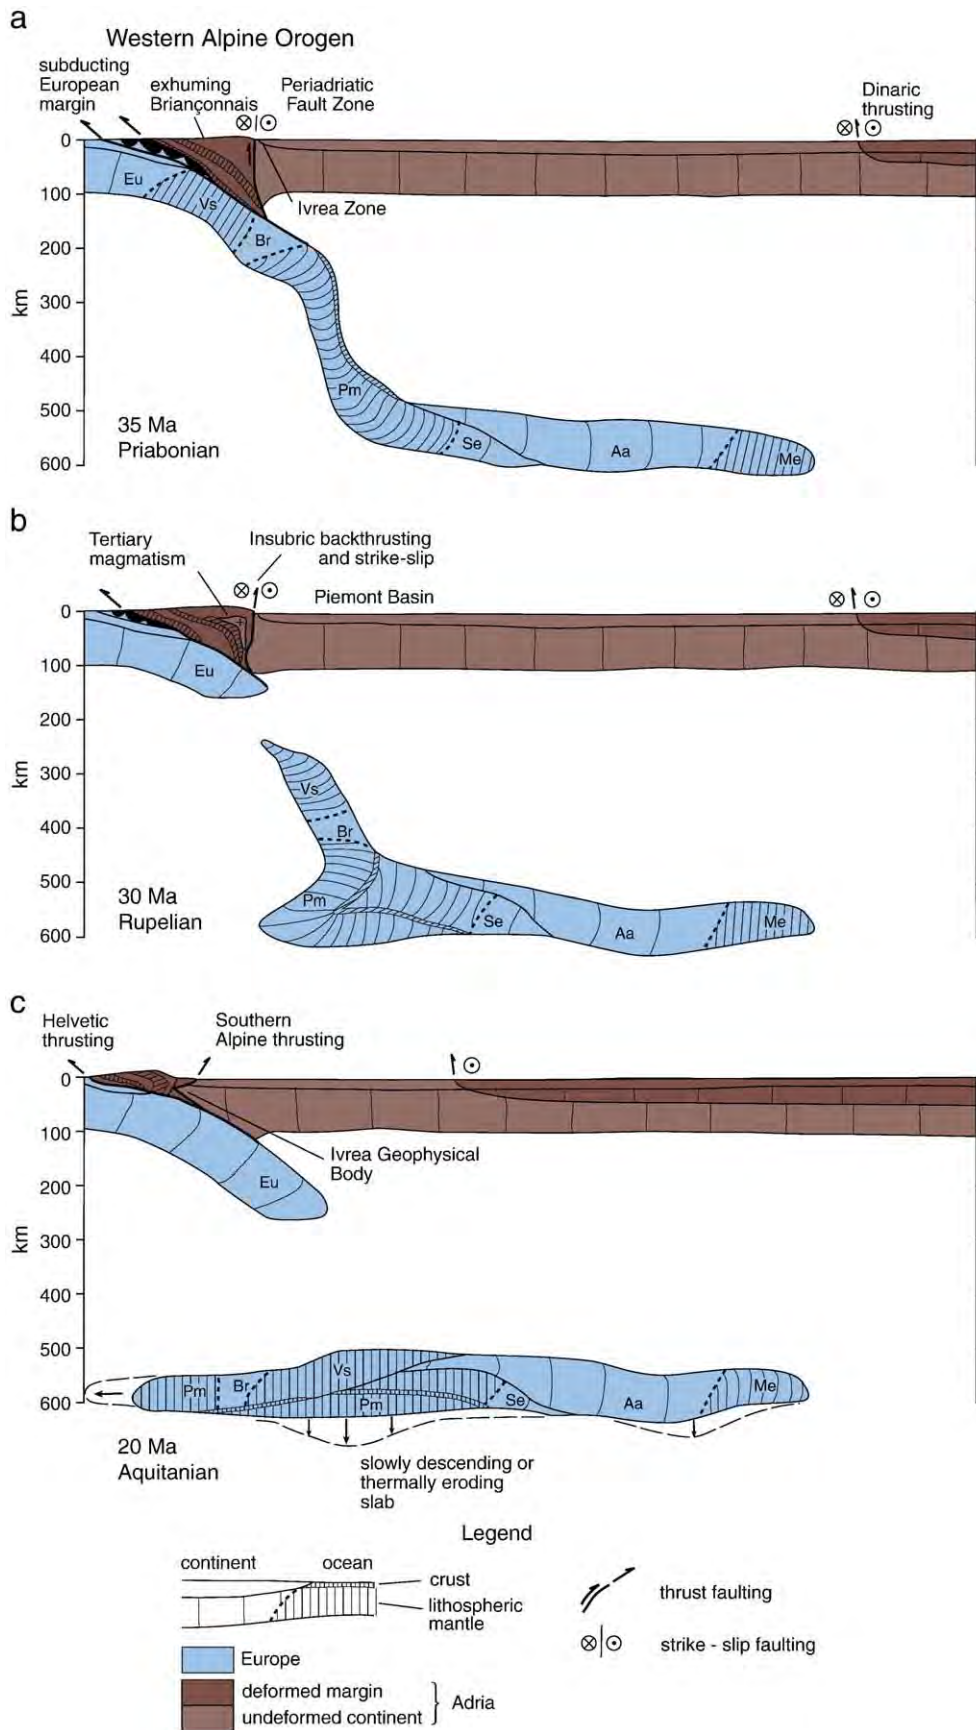 a
Western Alpine Orogen
subducting
European
margin
exhuming
Briançonnais
Periadriatic
Fault Zone
Dinaric
thrusting
0
100
200
300
400
500
600
km
Eu
Vs
Br
Ivrea Zone
Pm
Se
Aa
Me
35 Ma
Priabonian
b
Tertiary
magmatism
Insubric backthrusting
and strike-slip
Piemont Basin
0
100
200
300
400
500
600
km
Eu
Vs
Br
Pm
Se
Aa
Me
30 Ma
Rupelian
c
Helvetic
thrusting
Southern
Alpine thrusting
0
100
200
300
400
500
600
km
Ivrea Geophysical
Body
Eu
Pm
Br
Vs
Pm
Se
Aa
Me
20 Ma
Aquitanian
slowly descending or
thermally eroding
slab
Legend
continent
ocean
crust
lithospheric
mantle
thrust faulting
strike - slip faulting
Europe
deformed margin
undeformed continent
Adria